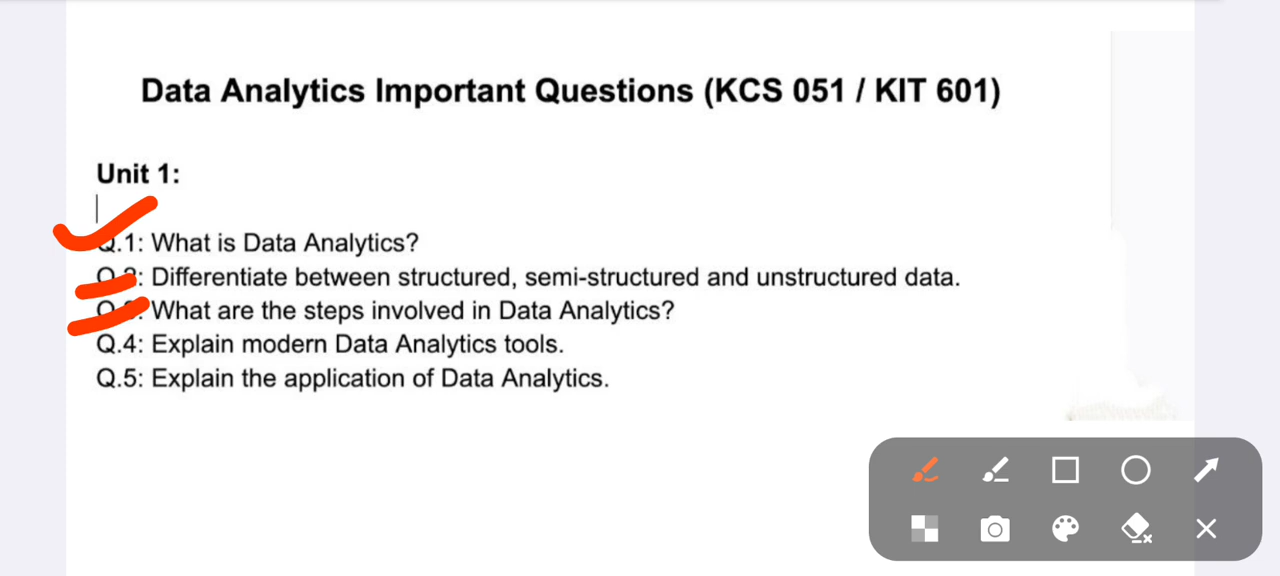 Data Analytics Important Questions (KCS 051 / KIT 601)
Unit 1:
Q.1: What is Data Analytics?
Q.2: Differentiate between structured, semi-structured and unstructured data.
What are the steps involved in Data Analytics?
Q.4: Explain modern Data Analytics tools.
Q.5: Explain the application of Data Analytics.